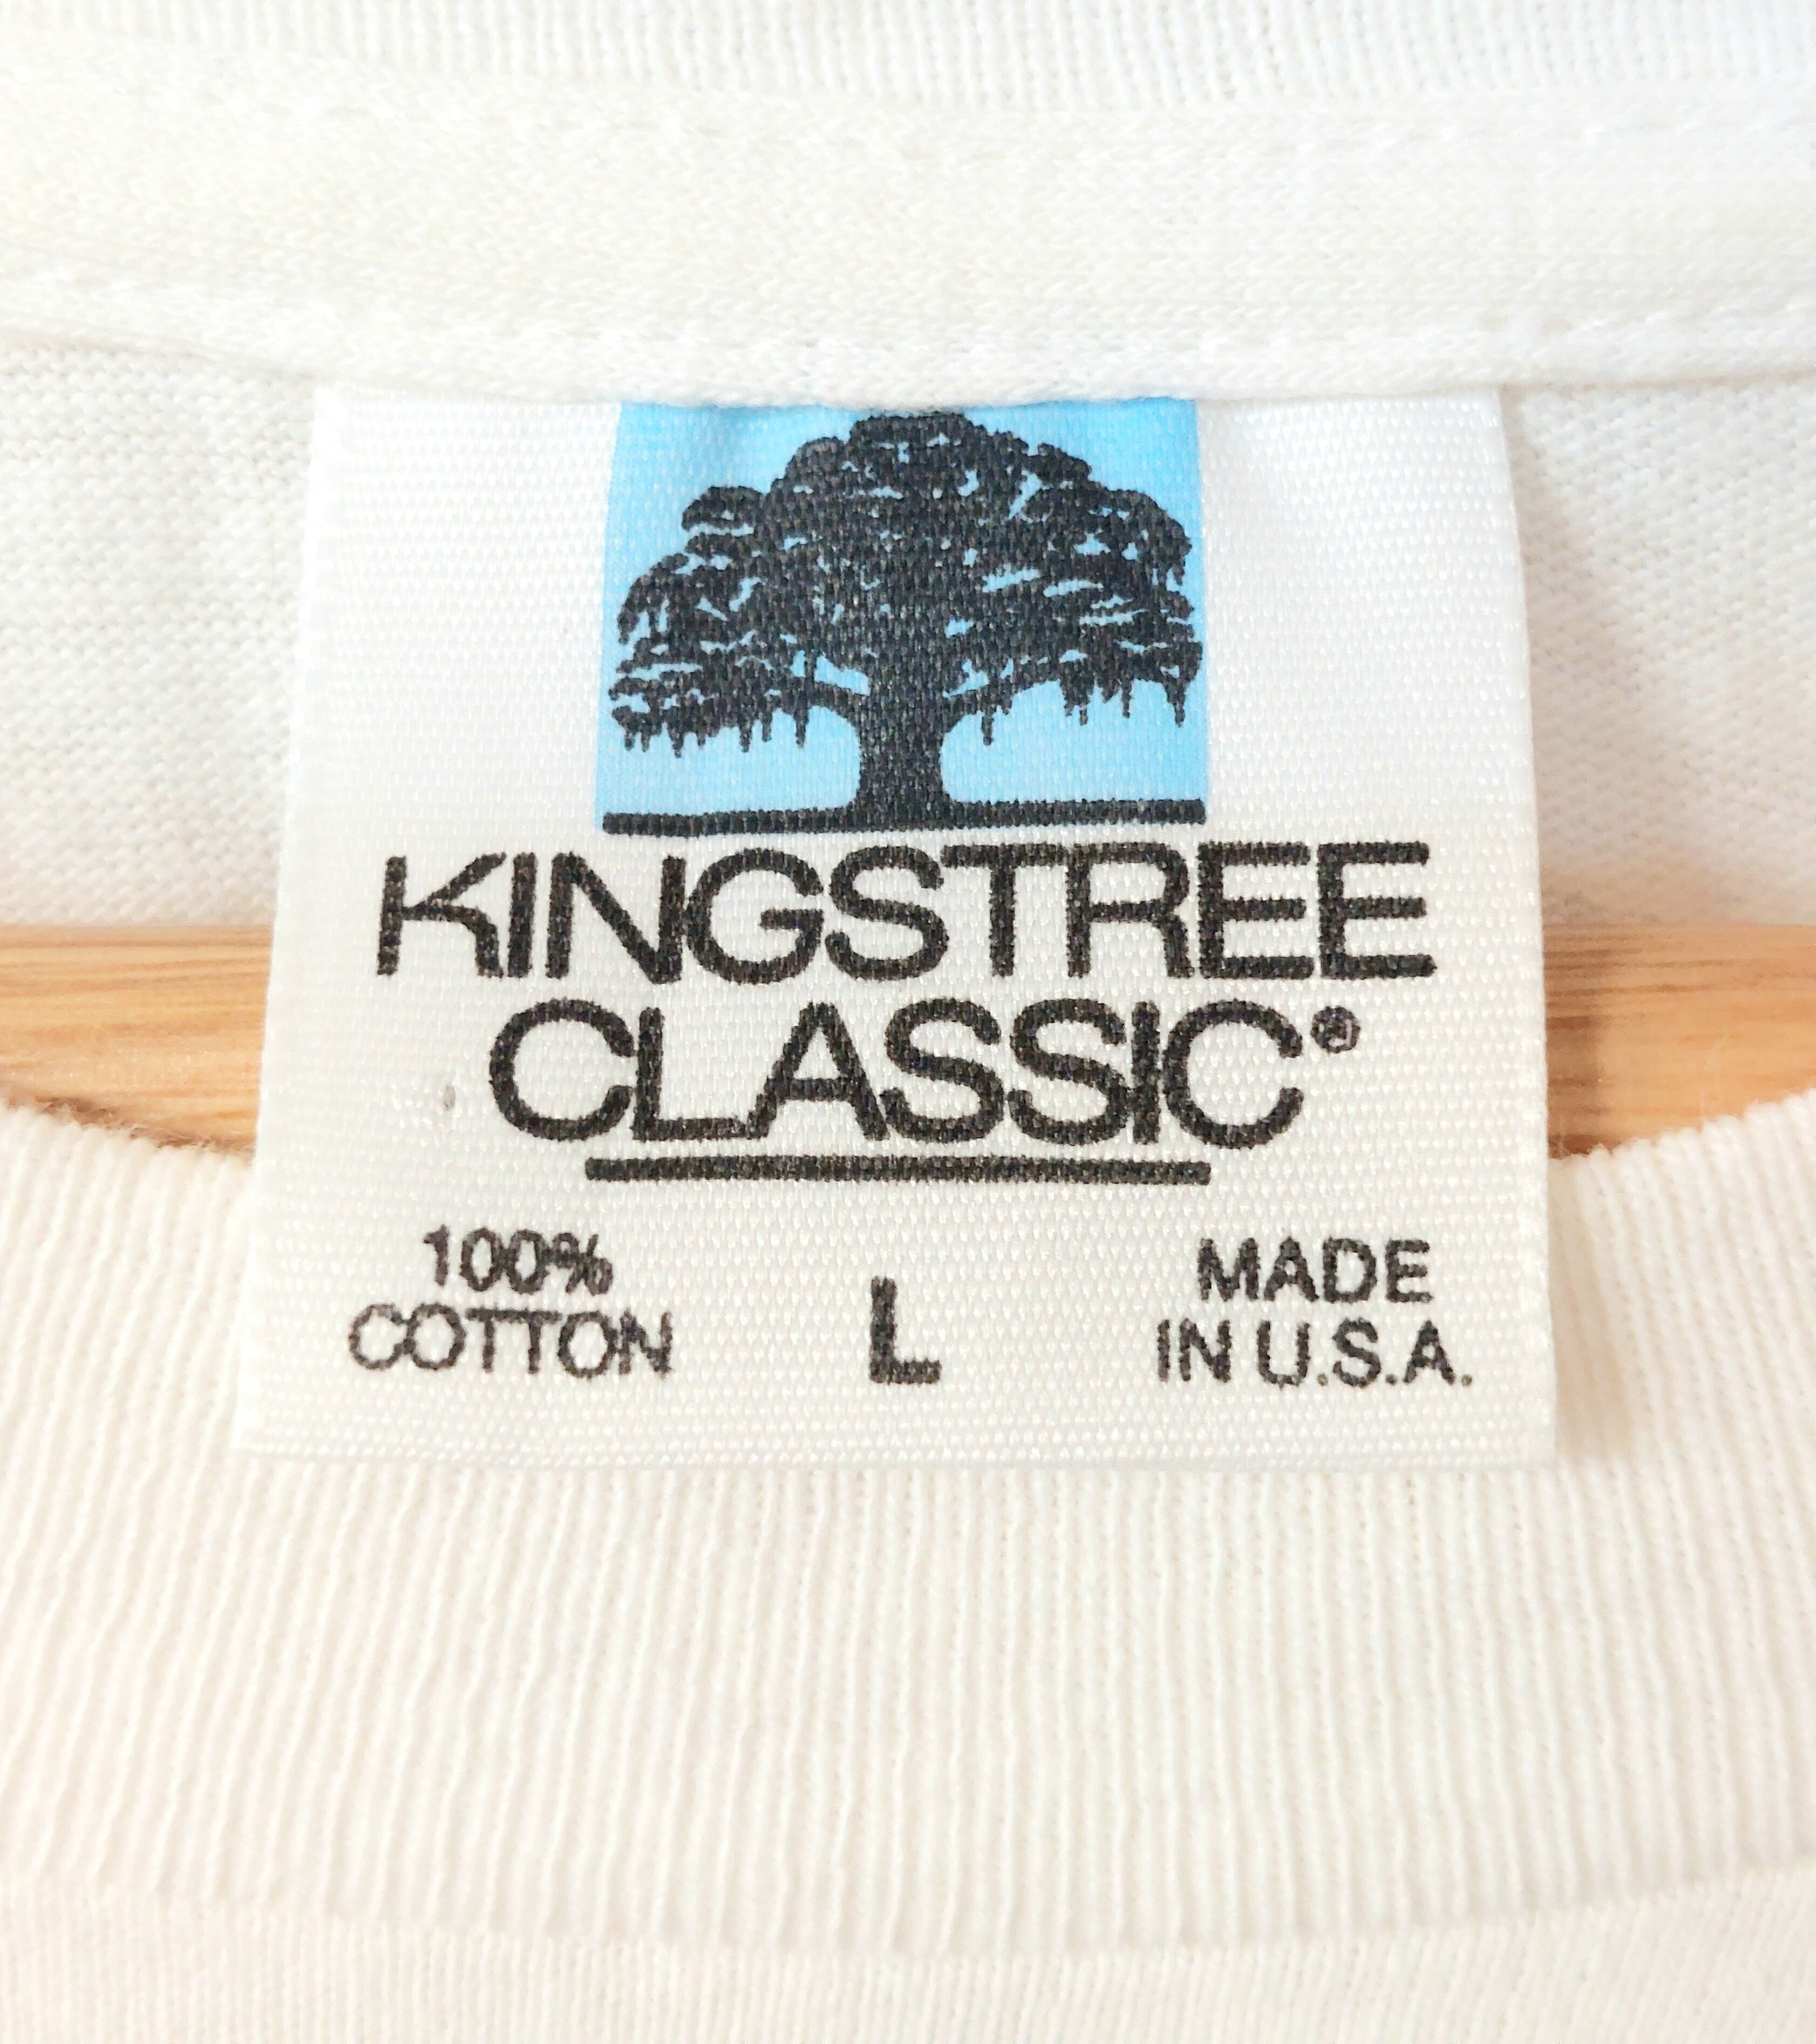 KINGSTREE
CLASSIC®
100%
COTTON
L
MADE
IN U.S.A.